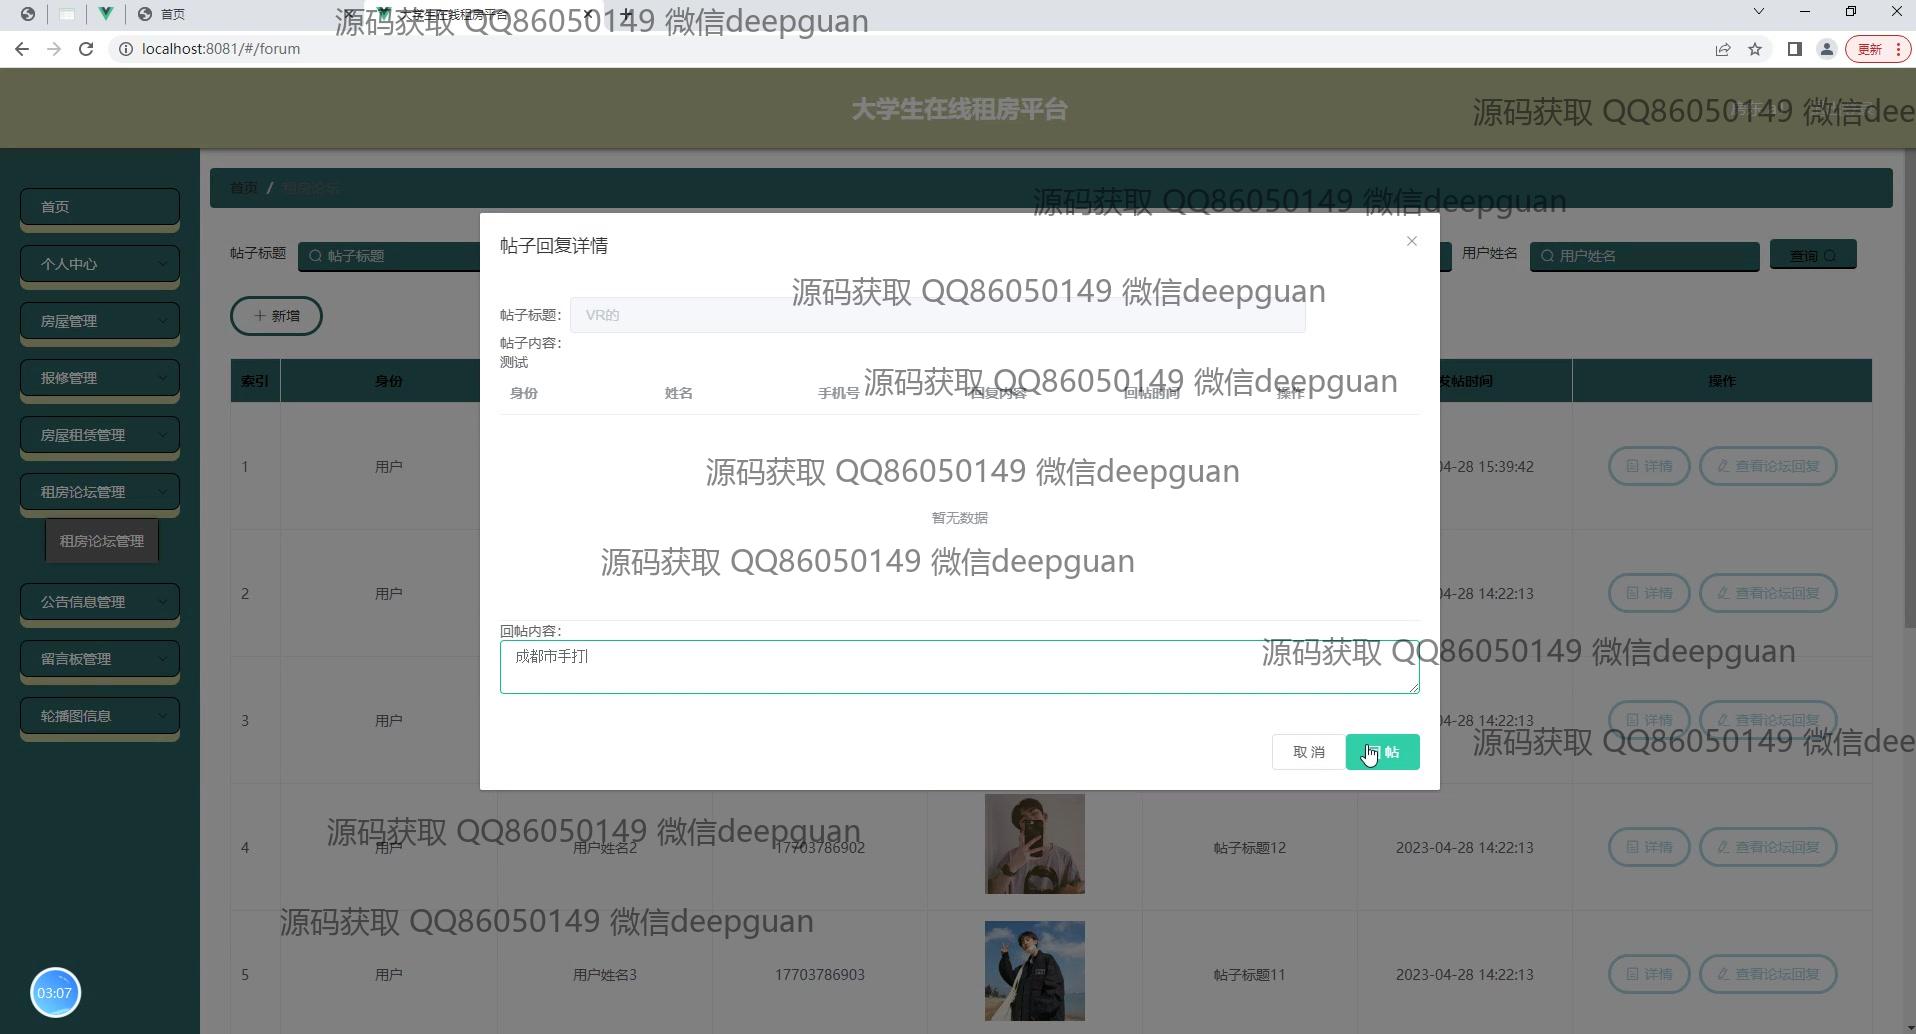 首页
大学生在线租房平台
源码获取 QQ86050149 微信deepguan
localhost:8081/#/forum
更新
大学生在线租房平台
源码获取 QQ86050149 微信dee
首页 / 租房论坛
源码获取 QQ86050149 微信deepguan
首页
个人中心
房屋管理
报修管理
房屋租赁管理
租房论坛管理
租房论坛管理
公告信息管理
留言板管理
轮播图信息
帖子标题
帖子标题
用户姓名
用户姓名
查询
新增
帖子回复详情
源码获取 QQ86050149 微信deepguan
帖子标题:
VR的
帖子内容:
测试
身份 姓名 手机号 回复内容 回帖时间 操作
源码获取 QQ86050149 微信deepguan
源码获取 QQ86050149 微信deepguan
暂无数据
源码获取 QQ86050149 微信deepguan
回帖内容:
成都市手打
源码获取 QQ86050149 微信deepguan
取 消
帖
源码获取 QQ86050149 微信dee
索引 身份 发帖时间 操作
1 用户 04-28 15:39:42 详情 查看论坛回复
2 用户 04-28 14:22:13 详情 查看论坛回复
3 用户 04-28 14:22:13 详情 查看论坛回复
源码获取 QQ86050149 微信deepguan
4 用户 用户姓名2 17703786902 帖子标题12 2023-04-28 14:22:13 详情 查看论坛回复
源码获取 QQ86050149 微信deepguan
5 用户 用户姓名3 17703786903 帖子标题11 2023-04-28 14:22:13 详情 查看论坛回复
03:07